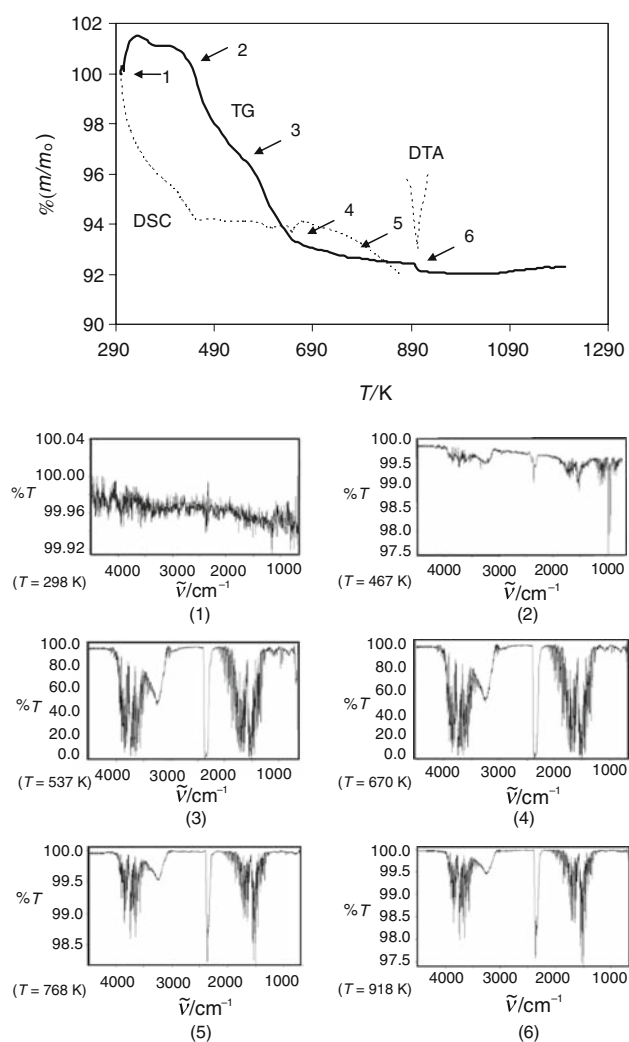 102
100
98
96
94
92
90
%(m/mₒ)
1
2
TG
3
DTA
DSC
4
5
6
290 490 690 890 1090 1290
T/K
100.04
100.00
%T
99.96
99.92
4000 3000 2000 1000
(T = 298 K) ν̃/cm⁻¹
(1)
100.0
99.5
99.0
%T
98.5
98.0
97.5
4000 3000 2000 1000
(T = 467 K) ν̃/cm⁻¹
(2)
100.0
80.0
60.0
%T
40.0
20.0
0.0
4000 3000 2000 1000
(T = 537 K) ν̃/cm⁻¹
(3)
100.0
80.0
60.0
%T
40.0
20.0
0.0
4000 3000 2000 1000
(T = 670 K) ν̃/cm⁻¹
(4)
100.0
99.5
%T
99.0
98.5
4000 3000 2000 1000
(T = 768 K) ν̃/cm⁻¹
(5)
100.0
99.5
99.0
%T
98.5
98.0
97.5
4000 3000 2000 1000
(T = 918 K) ν̃/cm⁻¹
(6)